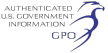 AUTHENTICATED
U.S. GOVERNMENT
INFORMATION
GPO